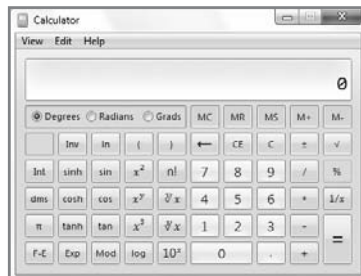 Calculator
View Edit Help
0
Degrees Radians Grads MC MR MS M+ M-
Inv ln ( ) ← CE C ± √
Int sinh sin x² n! 7 8 9 / %
dms cosh cos xʸ ʸ√x 4 5 6 * 1/x
π tanh tan x³ ∛x 1 2 3 - =
F-E Exp Mod log 10ˣ 0 . +